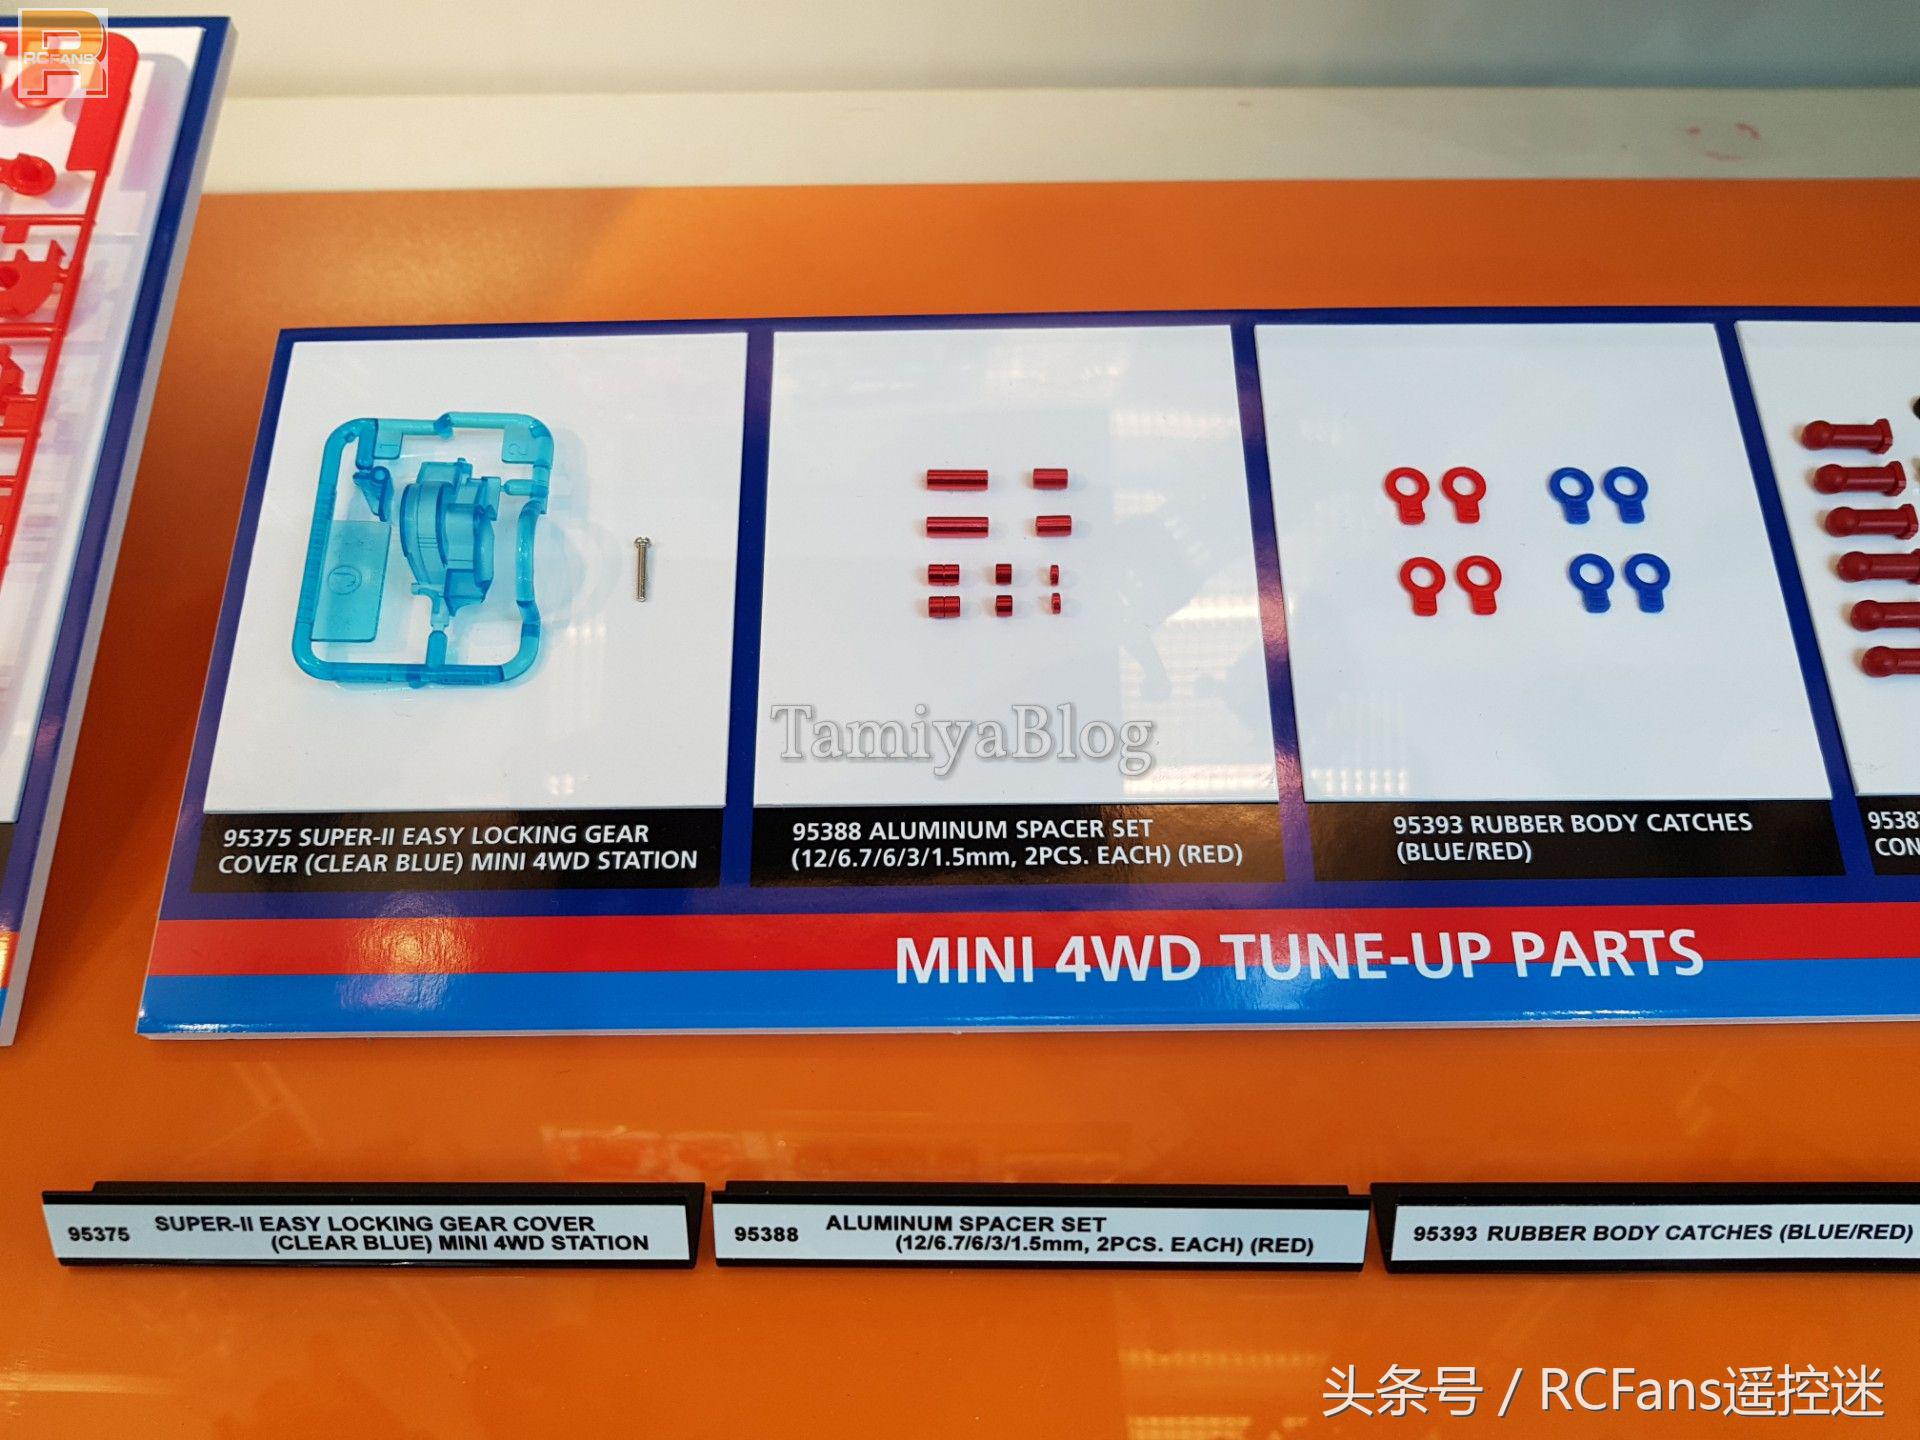 RCFANS
TamiyaBlog
95375 SUPER-II EASY LOCKING GEAR
COVER (CLEAR BLUE) MINI 4WD STATION
95388 ALUMINUM SPACER SET
(12/6.7/6/3/1.5mm, 2PCS. EACH) (RED)
95393 RUBBER BODY CATCHES
(BLUE/RED)
9538
CON
MINI 4WD TUNE-UP PARTS
95375 SUPER-II EASY LOCKING GEAR COVER
(CLEAR BLUE) MINI 4WD STATION
95388 ALUMINUM SPACER SET
(12/6.7/6/3/1.5mm, 2PCS. EACH) (RED)
95393 RUBBER BODY CATCHES (BLUE/RED)
头条号 / RCFans遥控迷